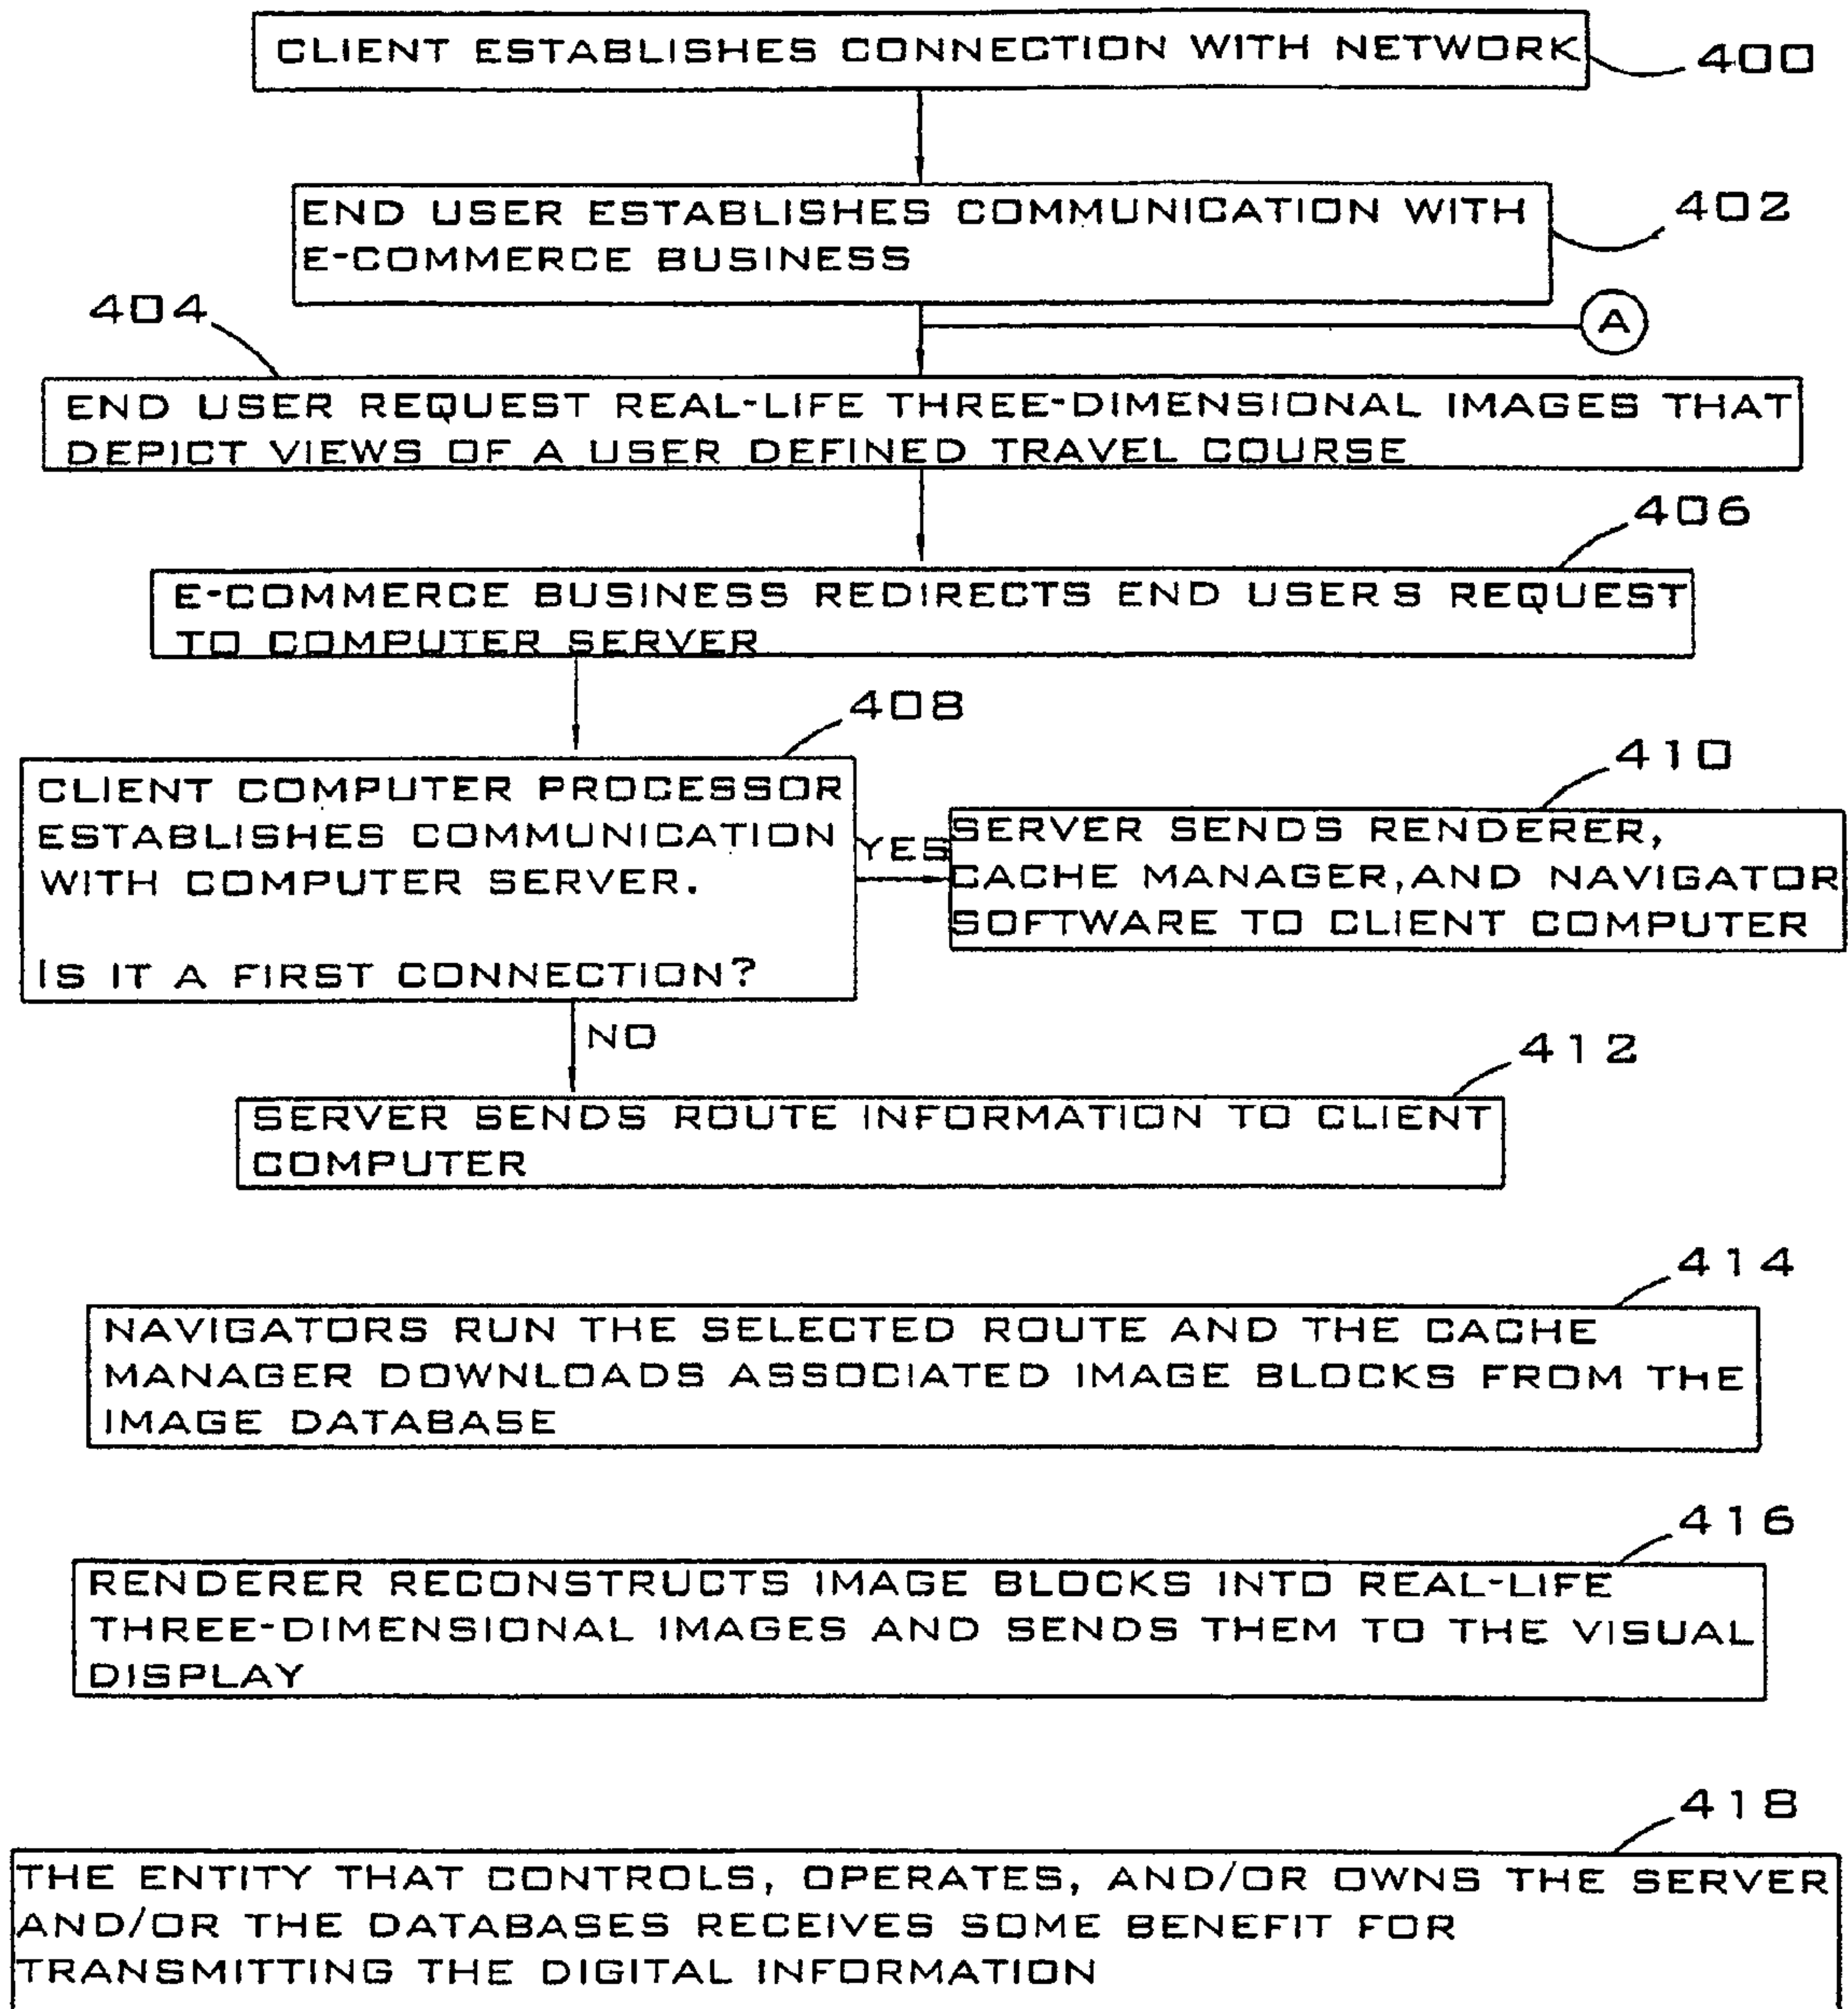 CLIENT ESTABLISHES CONNECTION WITH NETWORK
400
END USER ESTABLISHES COMMUNICATION WITH
E-COMMERCE BUSINESS
402
404
A
END USER REQUEST REAL-LIFE THREE-DIMENSIONAL IMAGES THAT
DEPICT VIEWS OF A USER DEFINED TRAVEL COURSE
406
E-COMMERCE BUSINESS REDIRECTS END USERS REQUEST
TO COMPUTER SERVER
408
CLIENT COMPUTER PROCESSOR
ESTABLISHES COMMUNICATION
WITH COMPUTER SERVER.
IS IT A FIRST CONNECTION?
YES
410
SERVER SENDS RENDERER,
CACHE MANAGER, AND NAVIGATOR
SOFTWARE TO CLIENT COMPUTER
NO
412
SERVER SENDS ROUTE INFORMATION TO CLIENT
COMPUTER
414
NAVIGATORS RUN THE SELECTED ROUTE AND THE CACHE
MANAGER DOWNLOADS ASSOCIATED IMAGE BLOCKS FROM THE
IMAGE DATABASE
416
RENDERER RECONSTRUCTS IMAGE BLOCKS INTO REAL-LIFE
THREE-DIMENSIONAL IMAGES AND SENDS THEM TO THE VISUAL
DISPLAY
418
THE ENTITY THAT CONTROLS, OPERATES, AND/OR OWNS THE SERVER
AND/OR THE DATABASES RECEIVES SOME BENEFIT FOR
TRANSMITTING THE DIGITAL INFORMATION